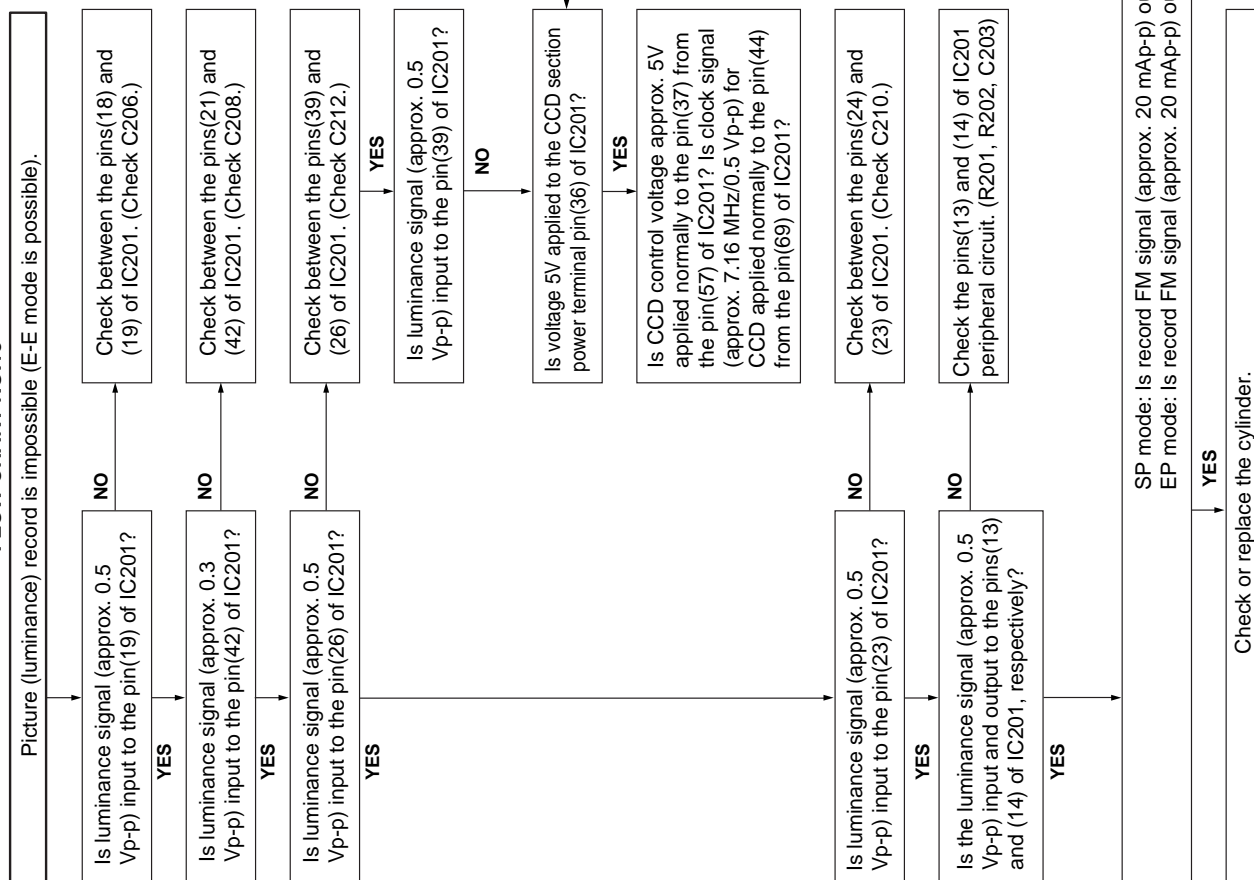 Picture (luminance) record is impossible (E-E mode is possible).
Is luminance signal (approx. 0.5
Vp-p) input to the pin(19) of IC201?
NO
Check between the pins(18) and
(19) of IC201. (Check C206.)
YES
Is luminance signal (approx. 0.3
Vp-p) input to the pin(42) of IC201?
NO
Check between the pins(21) and
(42) of IC201. (Check C208.)
YES
Is luminance signal (approx. 0.5
Vp-p) input to the pin(26) of IC201?
NO
Check between the pins(39) and
(26) of IC201. (Check C212.)
YES
YES
Is luminance signal (approx. 0.5
Vp-p) input to the pin(39) of IC201?
NO
Is voltage 5V applied to the CCD section
power terminal pin(36) of IC201?
YES
Is CCD control voltage approx. 5V
applied normally to the pin(37) from
the pin(57) of IC201? Is clock signal
(approx. 7.16 MHz/0.5 Vp-p) for
CCD applied normally to the pin(44)
from the pin(69) of IC201?
Is luminance signal (approx. 0.5
Vp-p) input to the pin(23) of IC201?
NO
Check between the pins(24) and
(23) of IC201. (Check C210.)
YES
Is the luminance signal (approx. 0.5
Vp-p) input and output to the pins(13)
and (14) of IC201, respectively?
NO
Check the pins(13) and (14) of IC201
peripheral circuit. (R201, R202, C203)
YES
SP mode: Is record FM signal (approx. 20 mAp-p) ou
EP mode: Is record FM signal (approx. 20 mAp-p) ou
YES
Check or replace the cylinder.